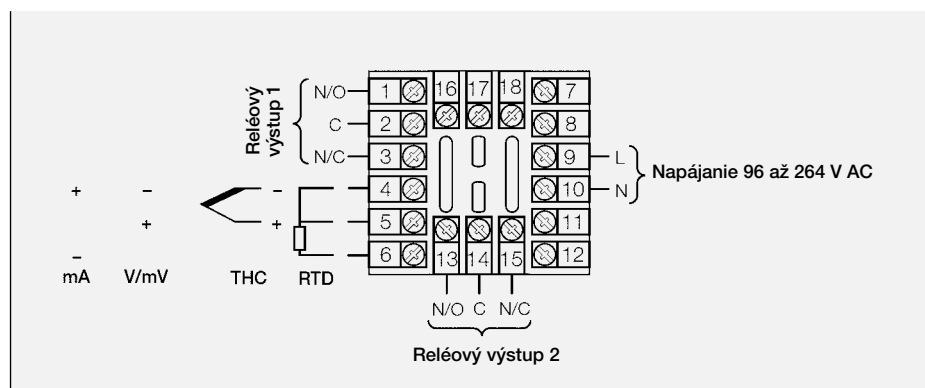 Reléový
výstup 1
N/O
C
N/C
1
2
3
4
5
6
16 17 18
7
8
9
10
11
12
13 14 15
L
N
Napájanie 96 až 264 V AC
+ − − 
+ +
−
mA V/mV THC RTD
N/O C N/C
Reléový výstup 2